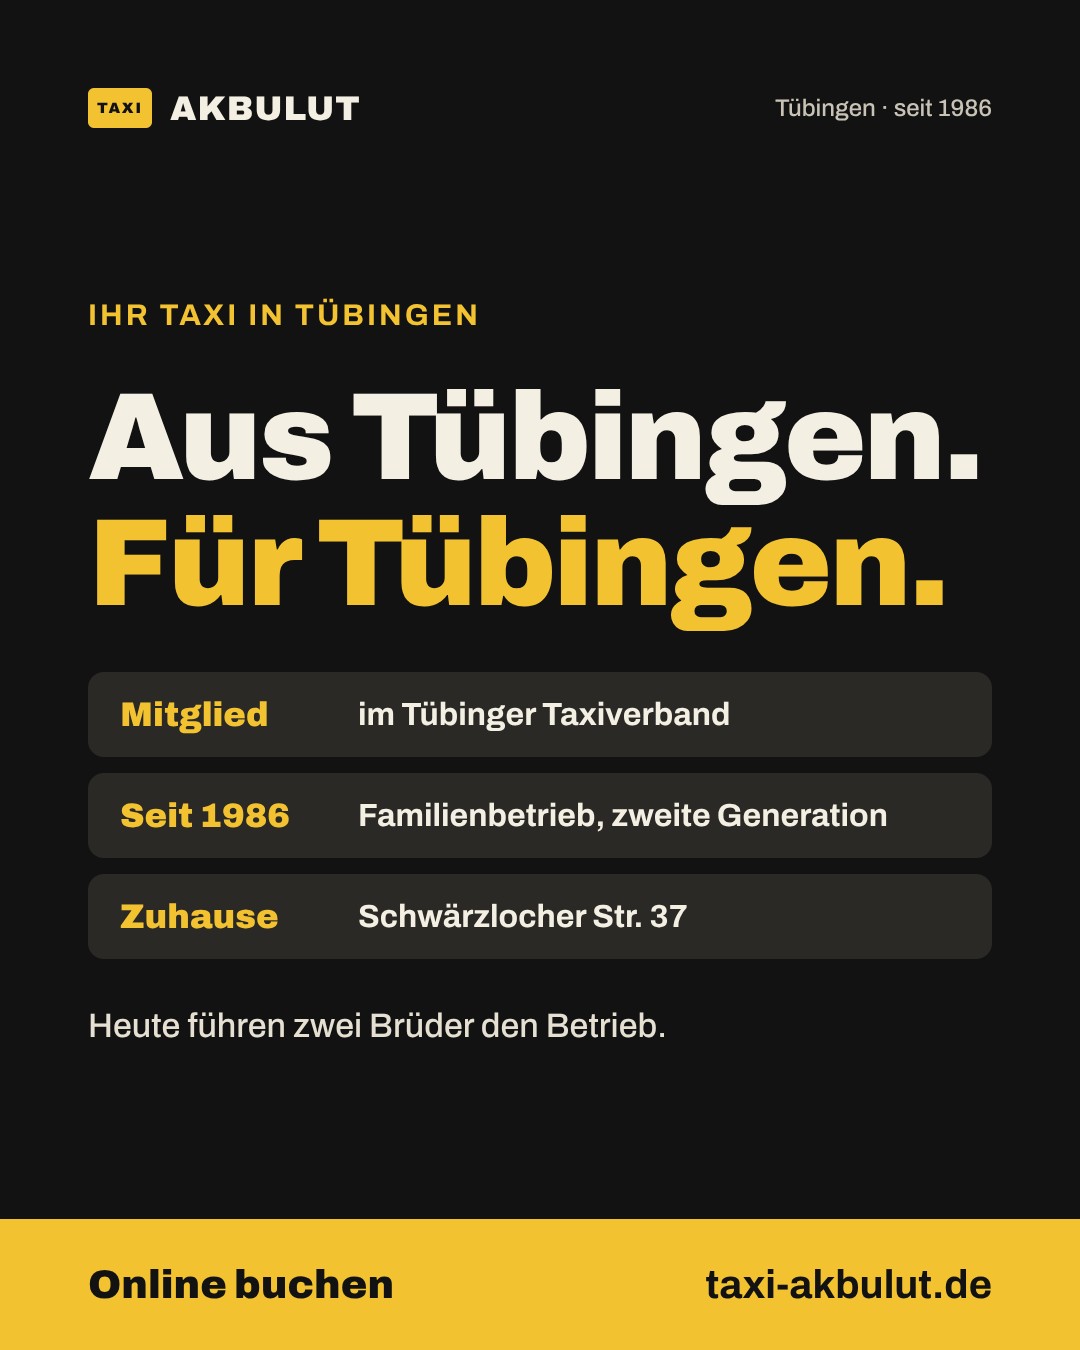 TAXI AKBULUT
Tübingen · seit 1986
IHR TAXI IN TÜBINGEN
Aus Tübingen.
Für Tübingen.
Mitglied im Tübinger Taxiverband
Seit 1986 Familienbetrieb, zweite Generation
Zuhause Schwärzlocher Str. 37
Heute führen zwei Brüder den Betrieb.
Online buchen taxi-akbulut.de